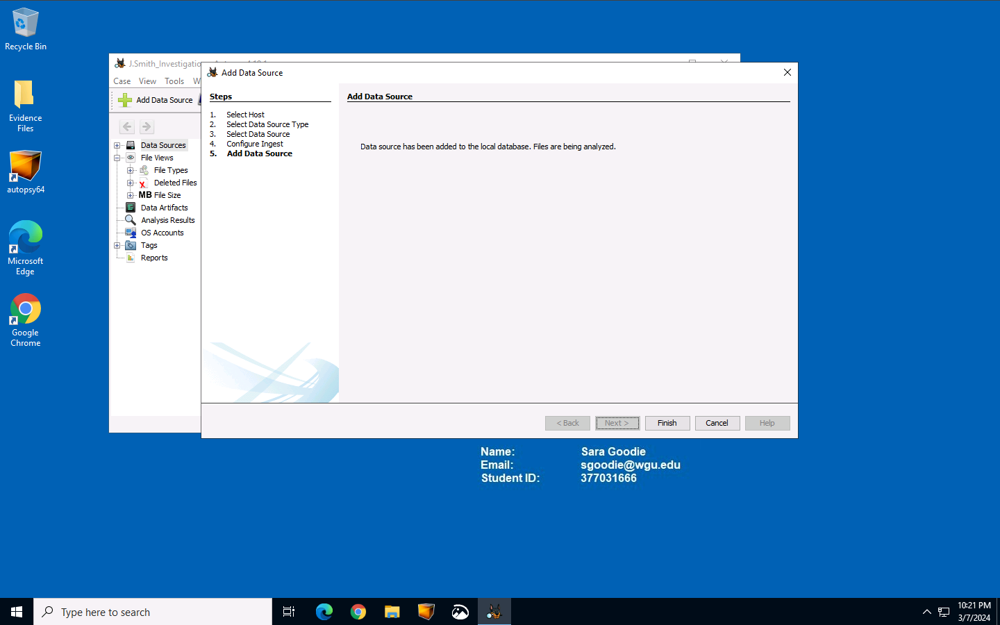 Recycle Bin
Evidence
Files
autopsy64
Microsoft
Edge
Google
Chrome
J.Smith_Investigatio
Case View Tools W
Add Data Source
Data Sources
File Views
File Types
Deleted Files
MB File Size
Data Artifacts
Analysis Results
OS Accounts
Tags
Reports
Add Data Source
Steps
1. Select Host
2. Select Data Source Type
3. Select Data Source
4. Configure Ingest
5. Add Data Source
Add Data Source
Data source has been added to the local database. Files are being analyzed.
< Back Next > Finish Cancel Help
Name: Sara Goodie
Email: sgoodie@wgu.edu
Student ID: 377031666
Type here to search
10:21 PM
3/7/2024